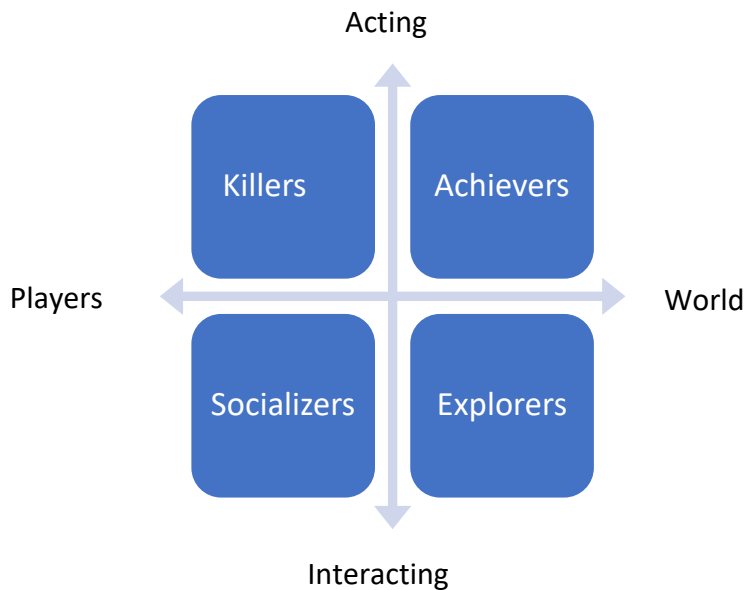 Acting
Killers
Achievers
Players
World
Socializers
Explorers
Interacting